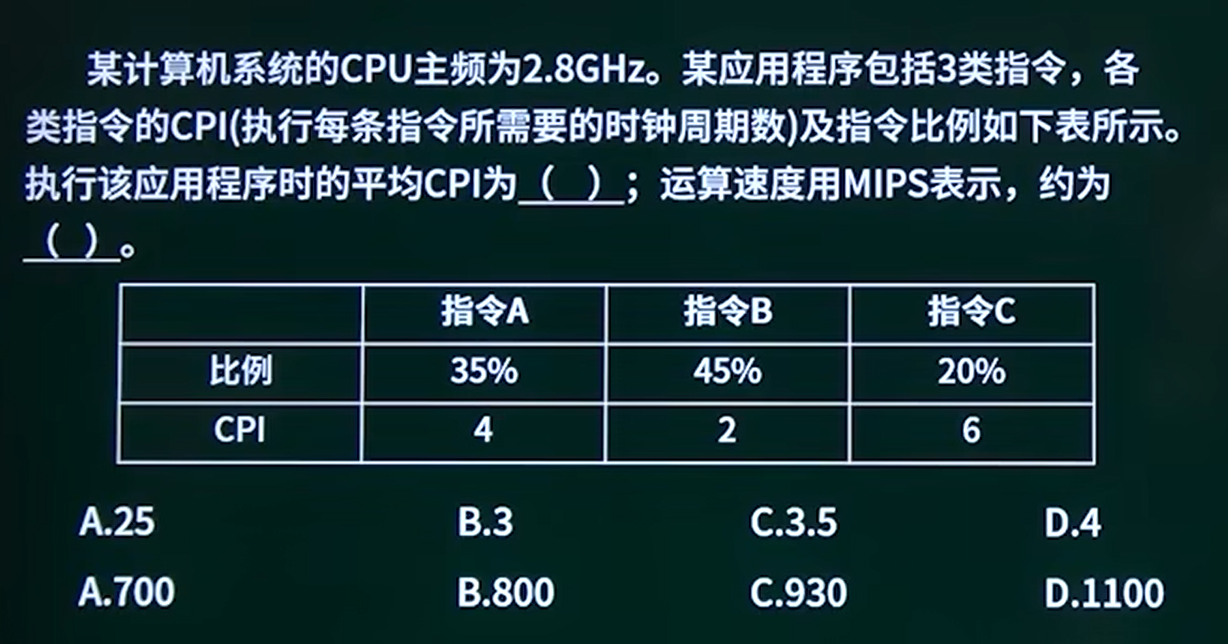 某计算机系统的CPU主频为2.8GHz。某应用程序包括3类指令，各
类指令的CPI(执行每条指令所需要的时钟周期数)及指令比例如下表所示。
执行该应用程序时的平均CPI为（ ）；运算速度用MIPS表示，约为
（ ）。
指令A 指令B 指令C
比例 35% 45% 20%
CPI 4 2 6
A.25 B.3 C.3.5 D.4
A.700 B.800 C.930 D.1100